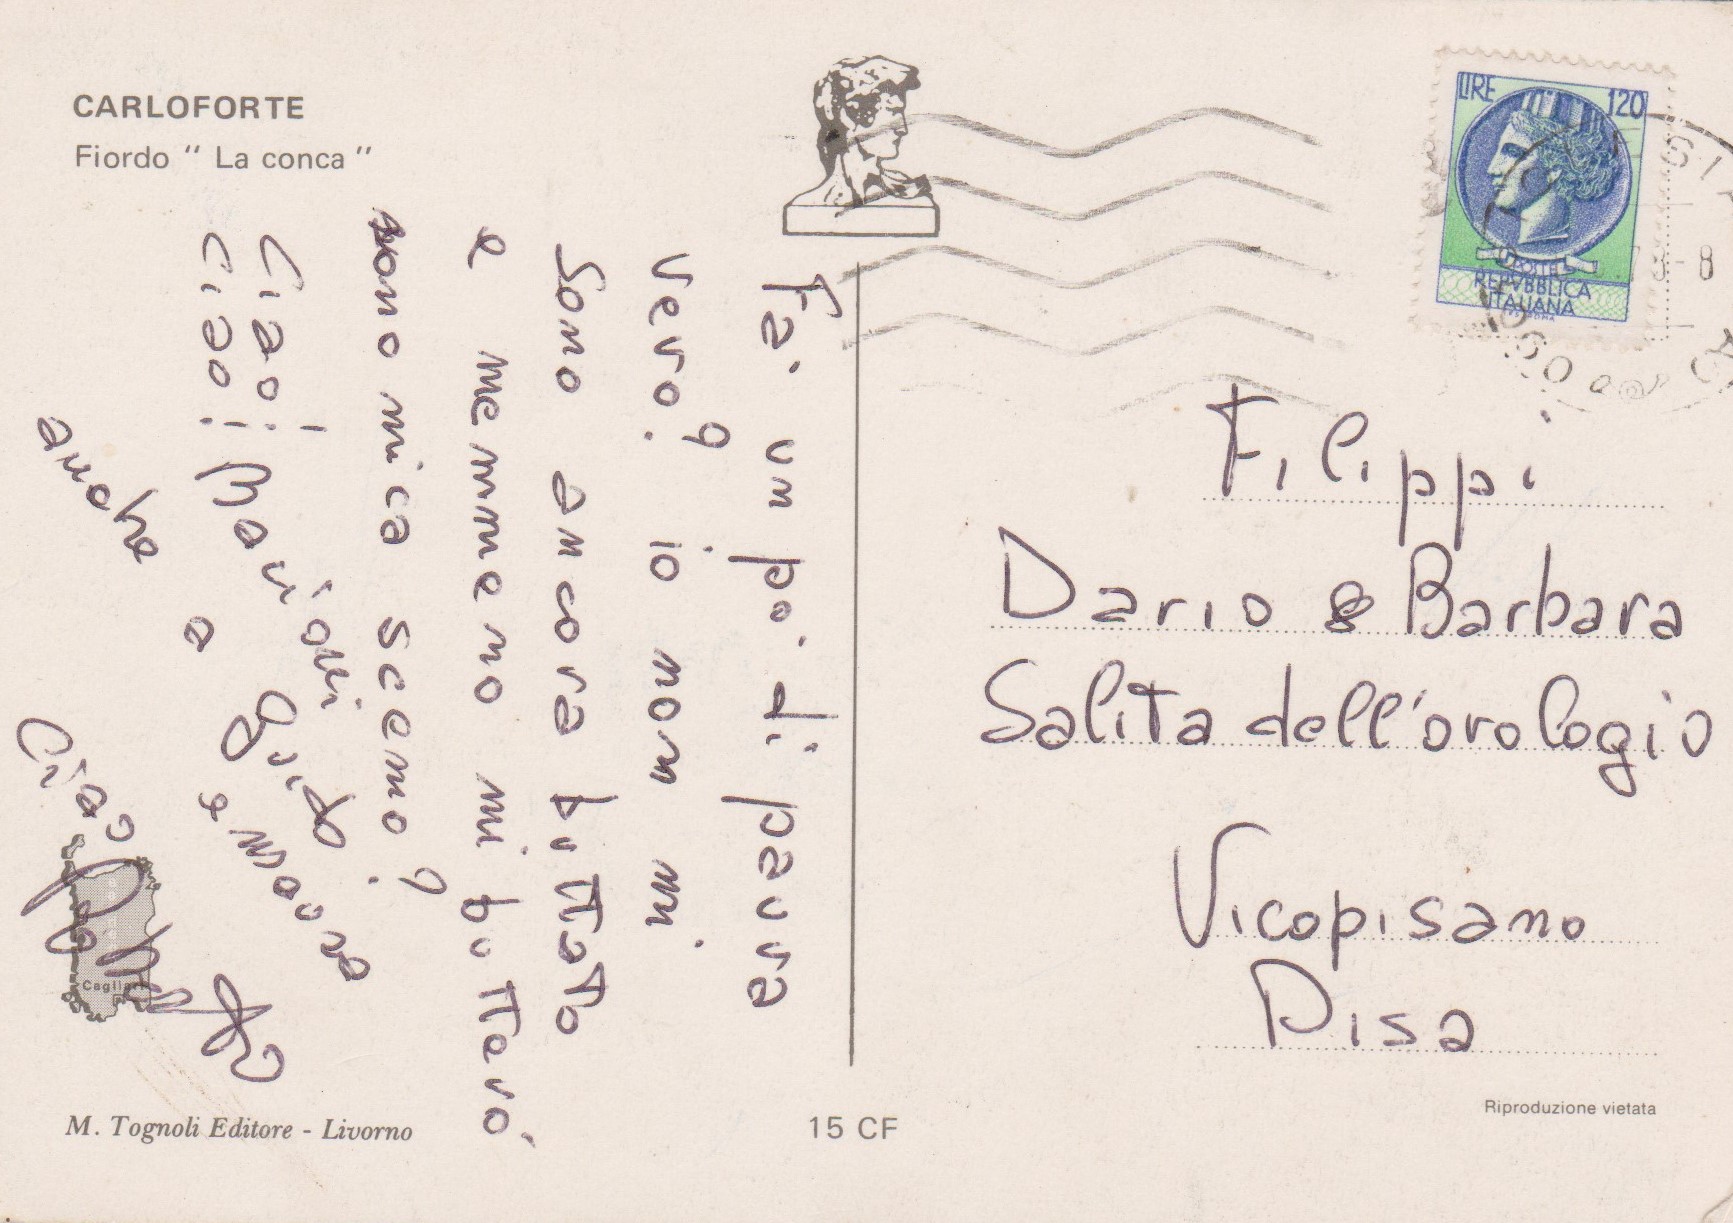 CARLOFORTE
Fiordo " La conca "
Fa' un po' di paura
vero? io non mi
sono ancora buttato
e nemmeno mi butterò
sono mica scemo?
Ciao!
Ciao!
anche a Guido
e mamma
Ciao
Cagliari
M. Tognoli Editore - Livorno
15 CF
LIRE 120
POSTE
REPVBBLICA
ITALIANA
Filippi
Dario & Barbara
Salita dell'orologio
Vicopisano
Pisa
Riproduzione vietata